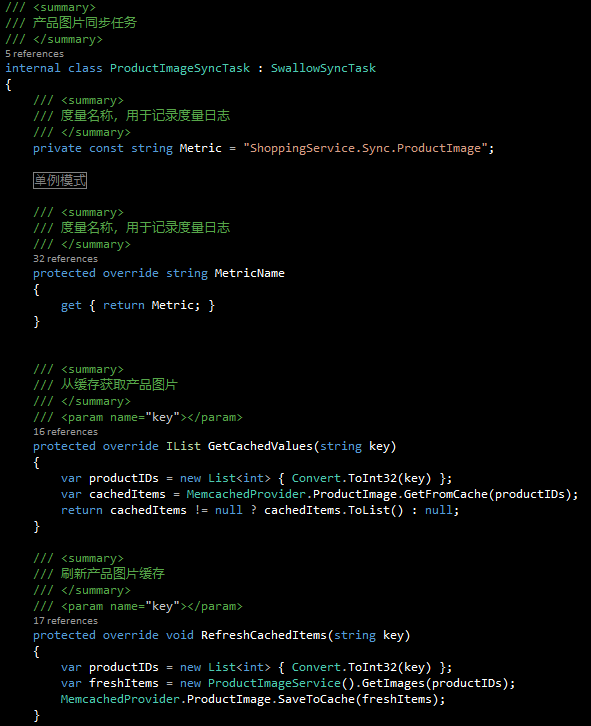 /// <summary>
/// 产品图片同步任务
/// </summary>
5 references
internal class ProductImageSyncTask : SwallowSyncTask
{
/// <summary>
/// 度量名称，用于记录度量日志
/// </summary>
private const string Metric = "ShoppingService.Sync.ProductImage";
单例模式
/// <summary>
/// 度量名称，用于记录度量日志
/// </summary>
32 references
protected override string MetricName
{
get { return Metric; }
}
/// <summary>
/// 从缓存获取产品图片
/// </summary>
/// <param name="key"></param>
16 references
protected override IList GetCachedValues(string key)
{
var productIDs = new List<int> { Convert.ToInt32(key) };
var cachedItems = MemcachedProvider.ProductImage.GetFromCache(productIDs);
return cachedItems != null ? cachedItems.ToList() : null;
}
/// <summary>
/// 刷新产品图片缓存
/// </summary>
/// <param name="key"></param>
17 references
protected override void RefreshCachedItems(string key)
{
var productIDs = new List<int> { Convert.ToInt32(key) };
var freshItems = new ProductImageService().GetImages(productIDs);
MemcachedProvider.ProductImage.SaveToCache(freshItems);
}